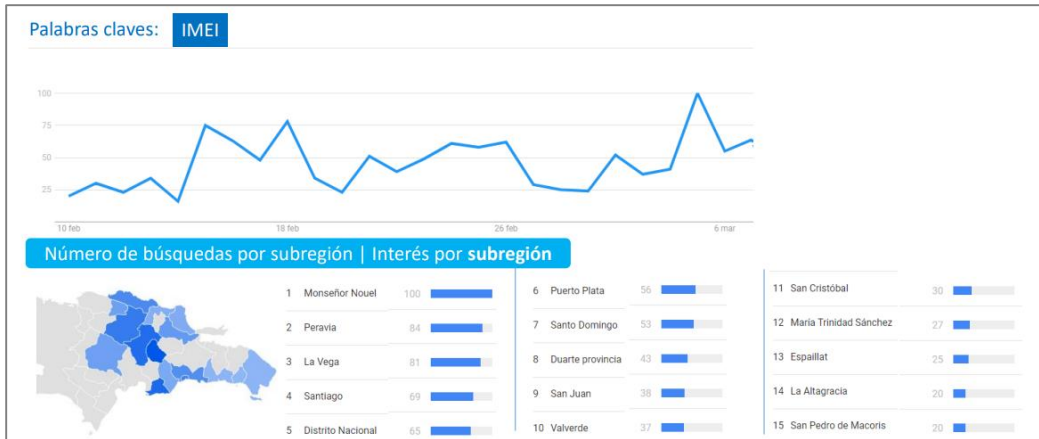 Palabras claves: IMEI
100
75
50
25
10 feb
18 feb
26 feb
6 mar
Número de búsquedas por subregión | Interés por subregión
1 Monseñor Nouel 100
2 Peravia 84
3 La Vega 81
4 Santiago 69
5 Distrito Nacional 65
6 Puerto Plata 56
7 Santo Domingo 53
8 Duarte provincia 43
9 San Juan 38
10 Valverde 37
11 San Cristóbal 30
12 María Trinidad Sánchez 27
13 Espaillat 25
14 La Altagracia 20
15 San Pedro de Macoris 20